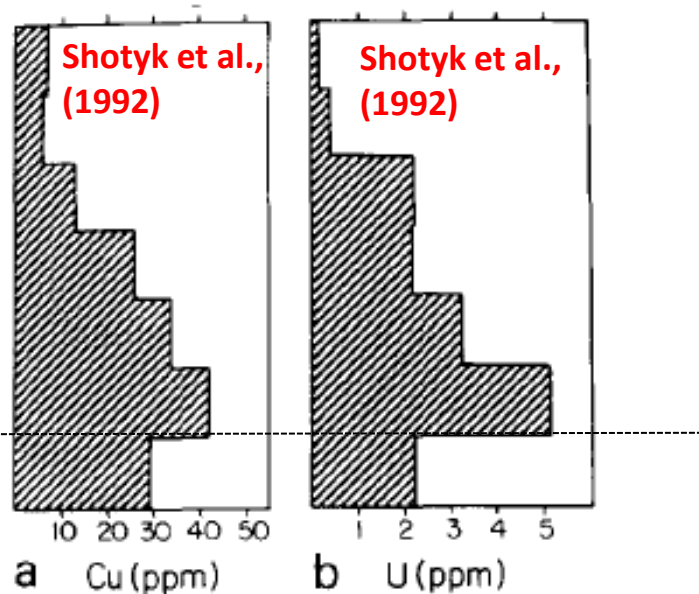 Shotyk et al.,
(1992)
Shotyk et al.,
(1992)
10 20 30 40 50
1 2 3 4 5
a Cu (ppm)
b U (ppm)